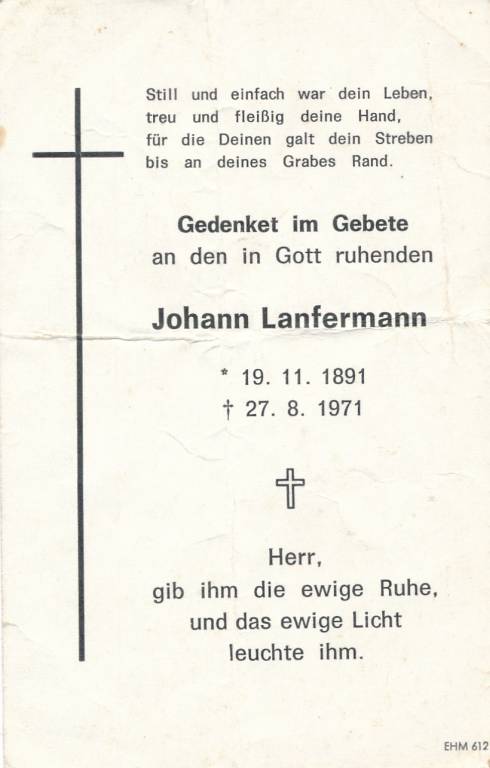 Still und einfach war dein Leben,
treu und fleißig deine Hand,
für die Deinen galt dein Streben
bis an deines Grabes Rand.
Gedenket im Gebete
an den in Gott ruhenden
Johann Lanfermann
* 19. 11. 1891
† 27. 8. 1971
Herr,
gib ihm die ewige Ruhe,
und das ewige Licht
leuchte ihm.
EHM 612